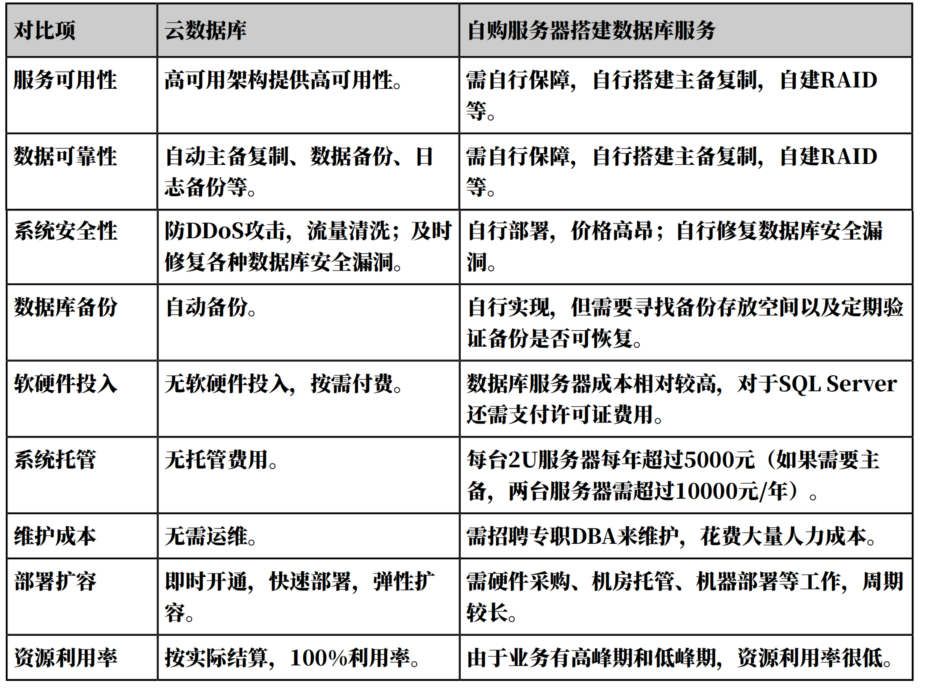 对比项
云数据库
自购服务器搭建数据库服务
服务可用性
高可用架构提供高可用性。
需自行保障，自行搭建主备复制，自建RAID
等。
数据可靠性
自动主备复制、数据备份、日
志备份等。
需自行保障，自行搭建主备复制，自建RAID
等。
系统安全性
防DDoS攻击，流量清洗；及时
修复各种数据库安全漏洞。
自行部署，价格高昂；自行修复数据库安全漏
洞。
数据库备份
自动备份。
自行实现，但需要寻找备份存放空间以及定期验
证备份是否可恢复。
软硬件投入
无软硬件投入，按需付费。
数据库服务器成本相对较高，对于SQL Server
还需支付许可证费用。
系统托管
无托管费用。
每台2U服务器每年超过5000元（如果需要主
备，两台服务器需超过10000元/年）。
维护成本
无需运维。
需招聘专职DBA来维护，花费大量人力成本。
部署扩容
即时开通，快速部署，弹性扩
容。
需硬件采购、机房托管、机器部署等工作，周期
较长。
资源利用率
按实际结算，100%利用率。
由于业务有高峰期和低峰期，资源利用率很低。